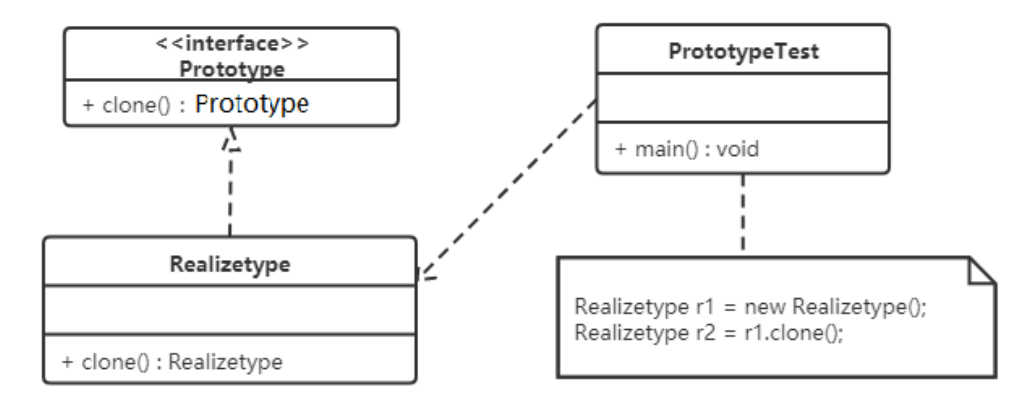 <<interface>>
Prototype
+ clone() : Prototype
PrototypeTest
+ main() : void
Realizetype
+ clone() : Realizetype
Realizetype r1 = new Realizetype();
Realizetype r2 = r1.clone();